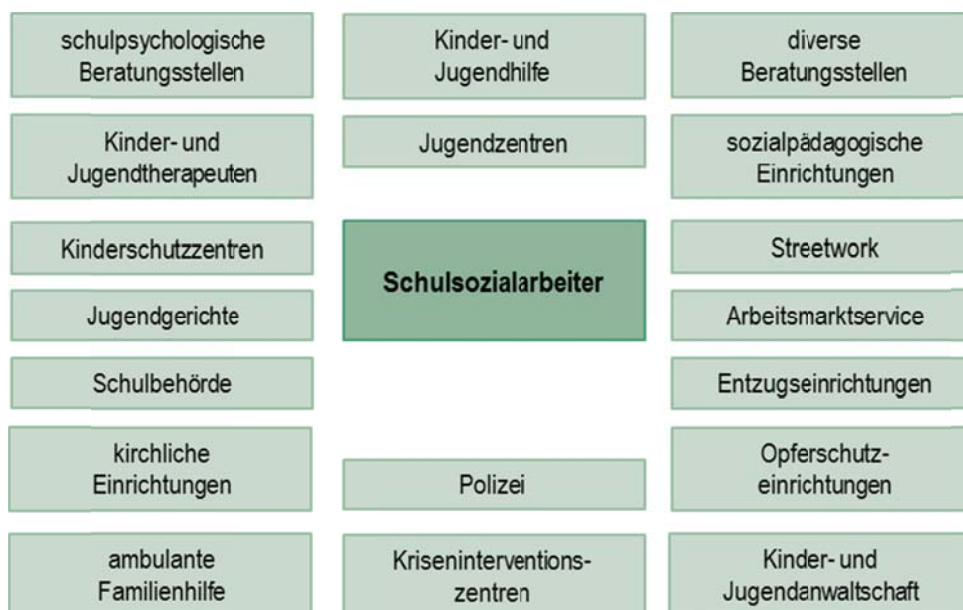 schulpsychologische
Beratungsstellen
Kinder- und
Jugendhilfe
diverse
Beratungsstellen
Kinder- und
Jugendtherapeuten
Jugendzentren
sozialpädagogische
Einrichtungen
Kinderschutzzentren
Schulsozialarbeiter
Streetwork
Jugendgerichte
Arbeitsmarktservice
Schulbehörde
Entzugseinrichtungen
kirchliche
Einrichtungen
Polizei
Opferschutz-
einrichtungen
ambulante
Familienhilfe
Kriseninterventions-
zentren
Kinder- und
Jugendanwaltschaft